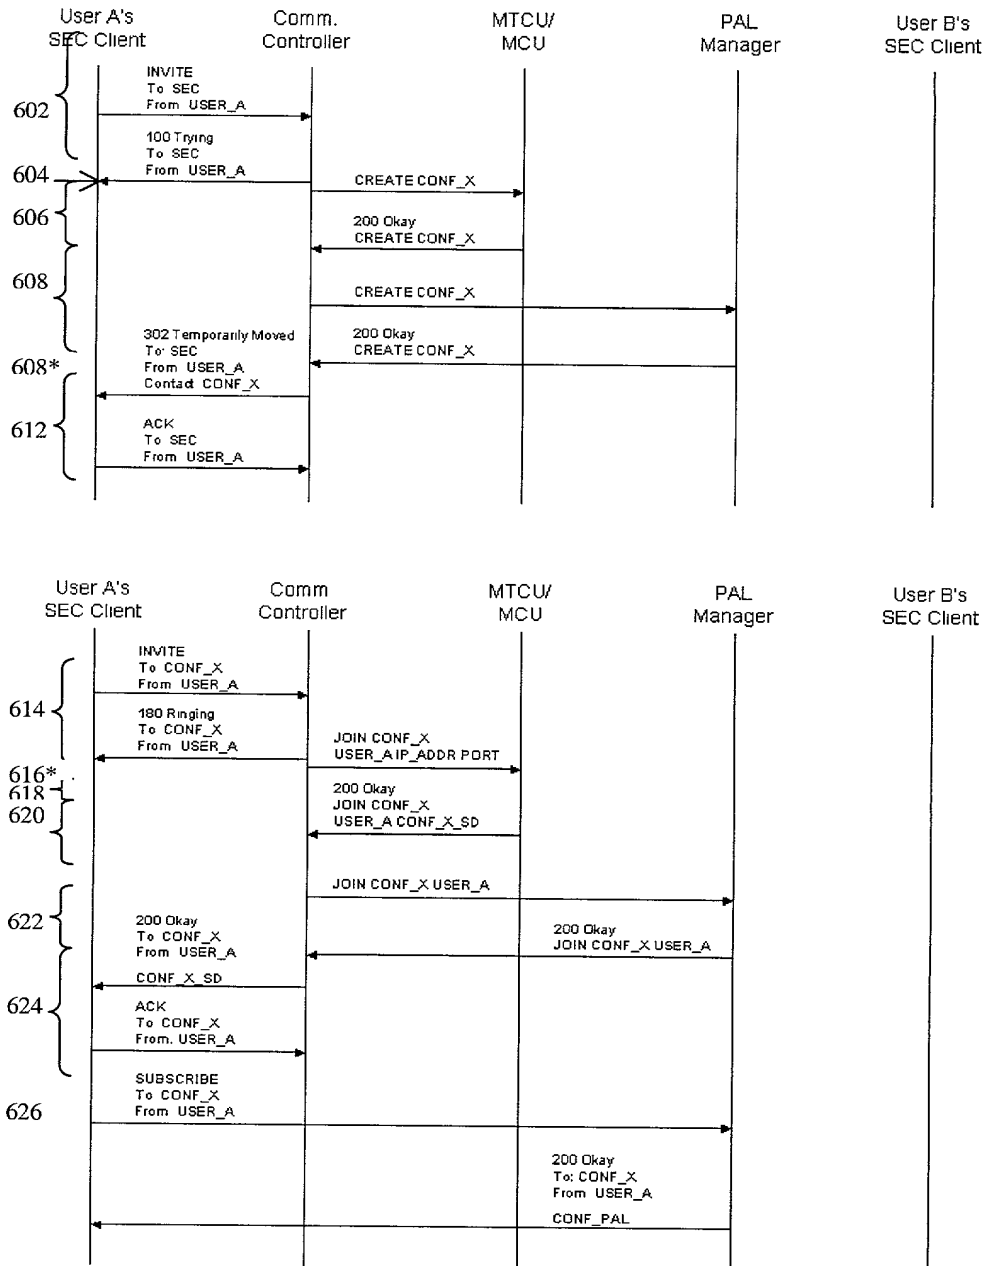 User A's
SEC Client
Comm.
Controller
MTCU/
MCU
PAL
Manager
User B's
SEC Client
602
INVITE
To SEC
From USER_A
604
100 Trying
To SEC
From USER_A
CREATE CONF_X
606
200 Okay
CREATE CONF_X
608
CREATE CONF_X
608*
302 Temporarily Moved
To: SEC
From USER_A
Contact CONF_X
200 Okay
CREATE CONF_X
612
ACK
To SEC
From USER_A
User A's
SEC Client
Comm
Controller
MTCU/
MCU
PAL
Manager
User B's
SEC Client
614
INVITE
To CONF_X
From USER_A
180 Ringing
To CONF_X
From USER_A
JOIN CONF_X
USER_A IP_ADDR PORT
616*
618
620
200 Okay
JOIN CONF_X
USER_A CONF_X_SD
JOIN CONF_X USER_A
622
200 Okay
To CONF_X
From USER_A
200 Okay
JOIN CONF_X USER_A
CONF_X_SD
624
ACK
To CONF_X
From. USER_A
626
SUBSCRIBE
To CONF_X
From USER_A
200 Okay
To: CONF_X
From USER_A
CONF_PAL